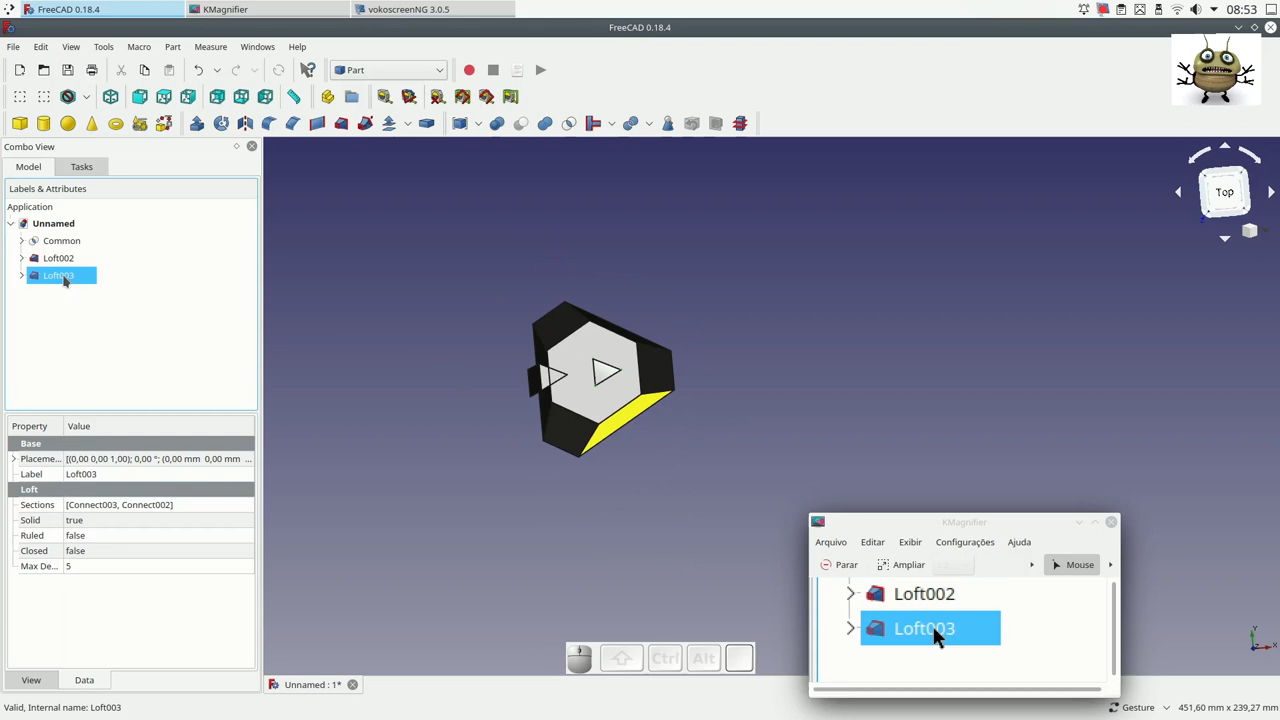 FreeCAD 0.18.4
KMagnifier
vokoscreenNG 3.0.5
08:53
FreeCAD 0.18.4
File Edit View Tools Macro Part Measure Windows Help
Part
Combo View
Model Tasks
Labels & Attributes
Application
Unnamed
Common
Loft002
Loft003
Top
Property Value
Base
Placeme... [(0,00 0,00 1,00); 0,00 °; (0,00 mm 0,00 mm ...
Label Loft003
Loft
Sections [Connect003, Connect002]
Solid true
Ruled false
Closed false
Max De... 5
KMagnifier
Arquivo Editar Exibir Configurações Ajuda
Parar Ampliar Mouse
Loft002
Loft003
Ctrl Alt
View Data
Unnamed : 1*
Valid, Internal name: Loft003
Gesture 451,60 mm x 239,27 mm